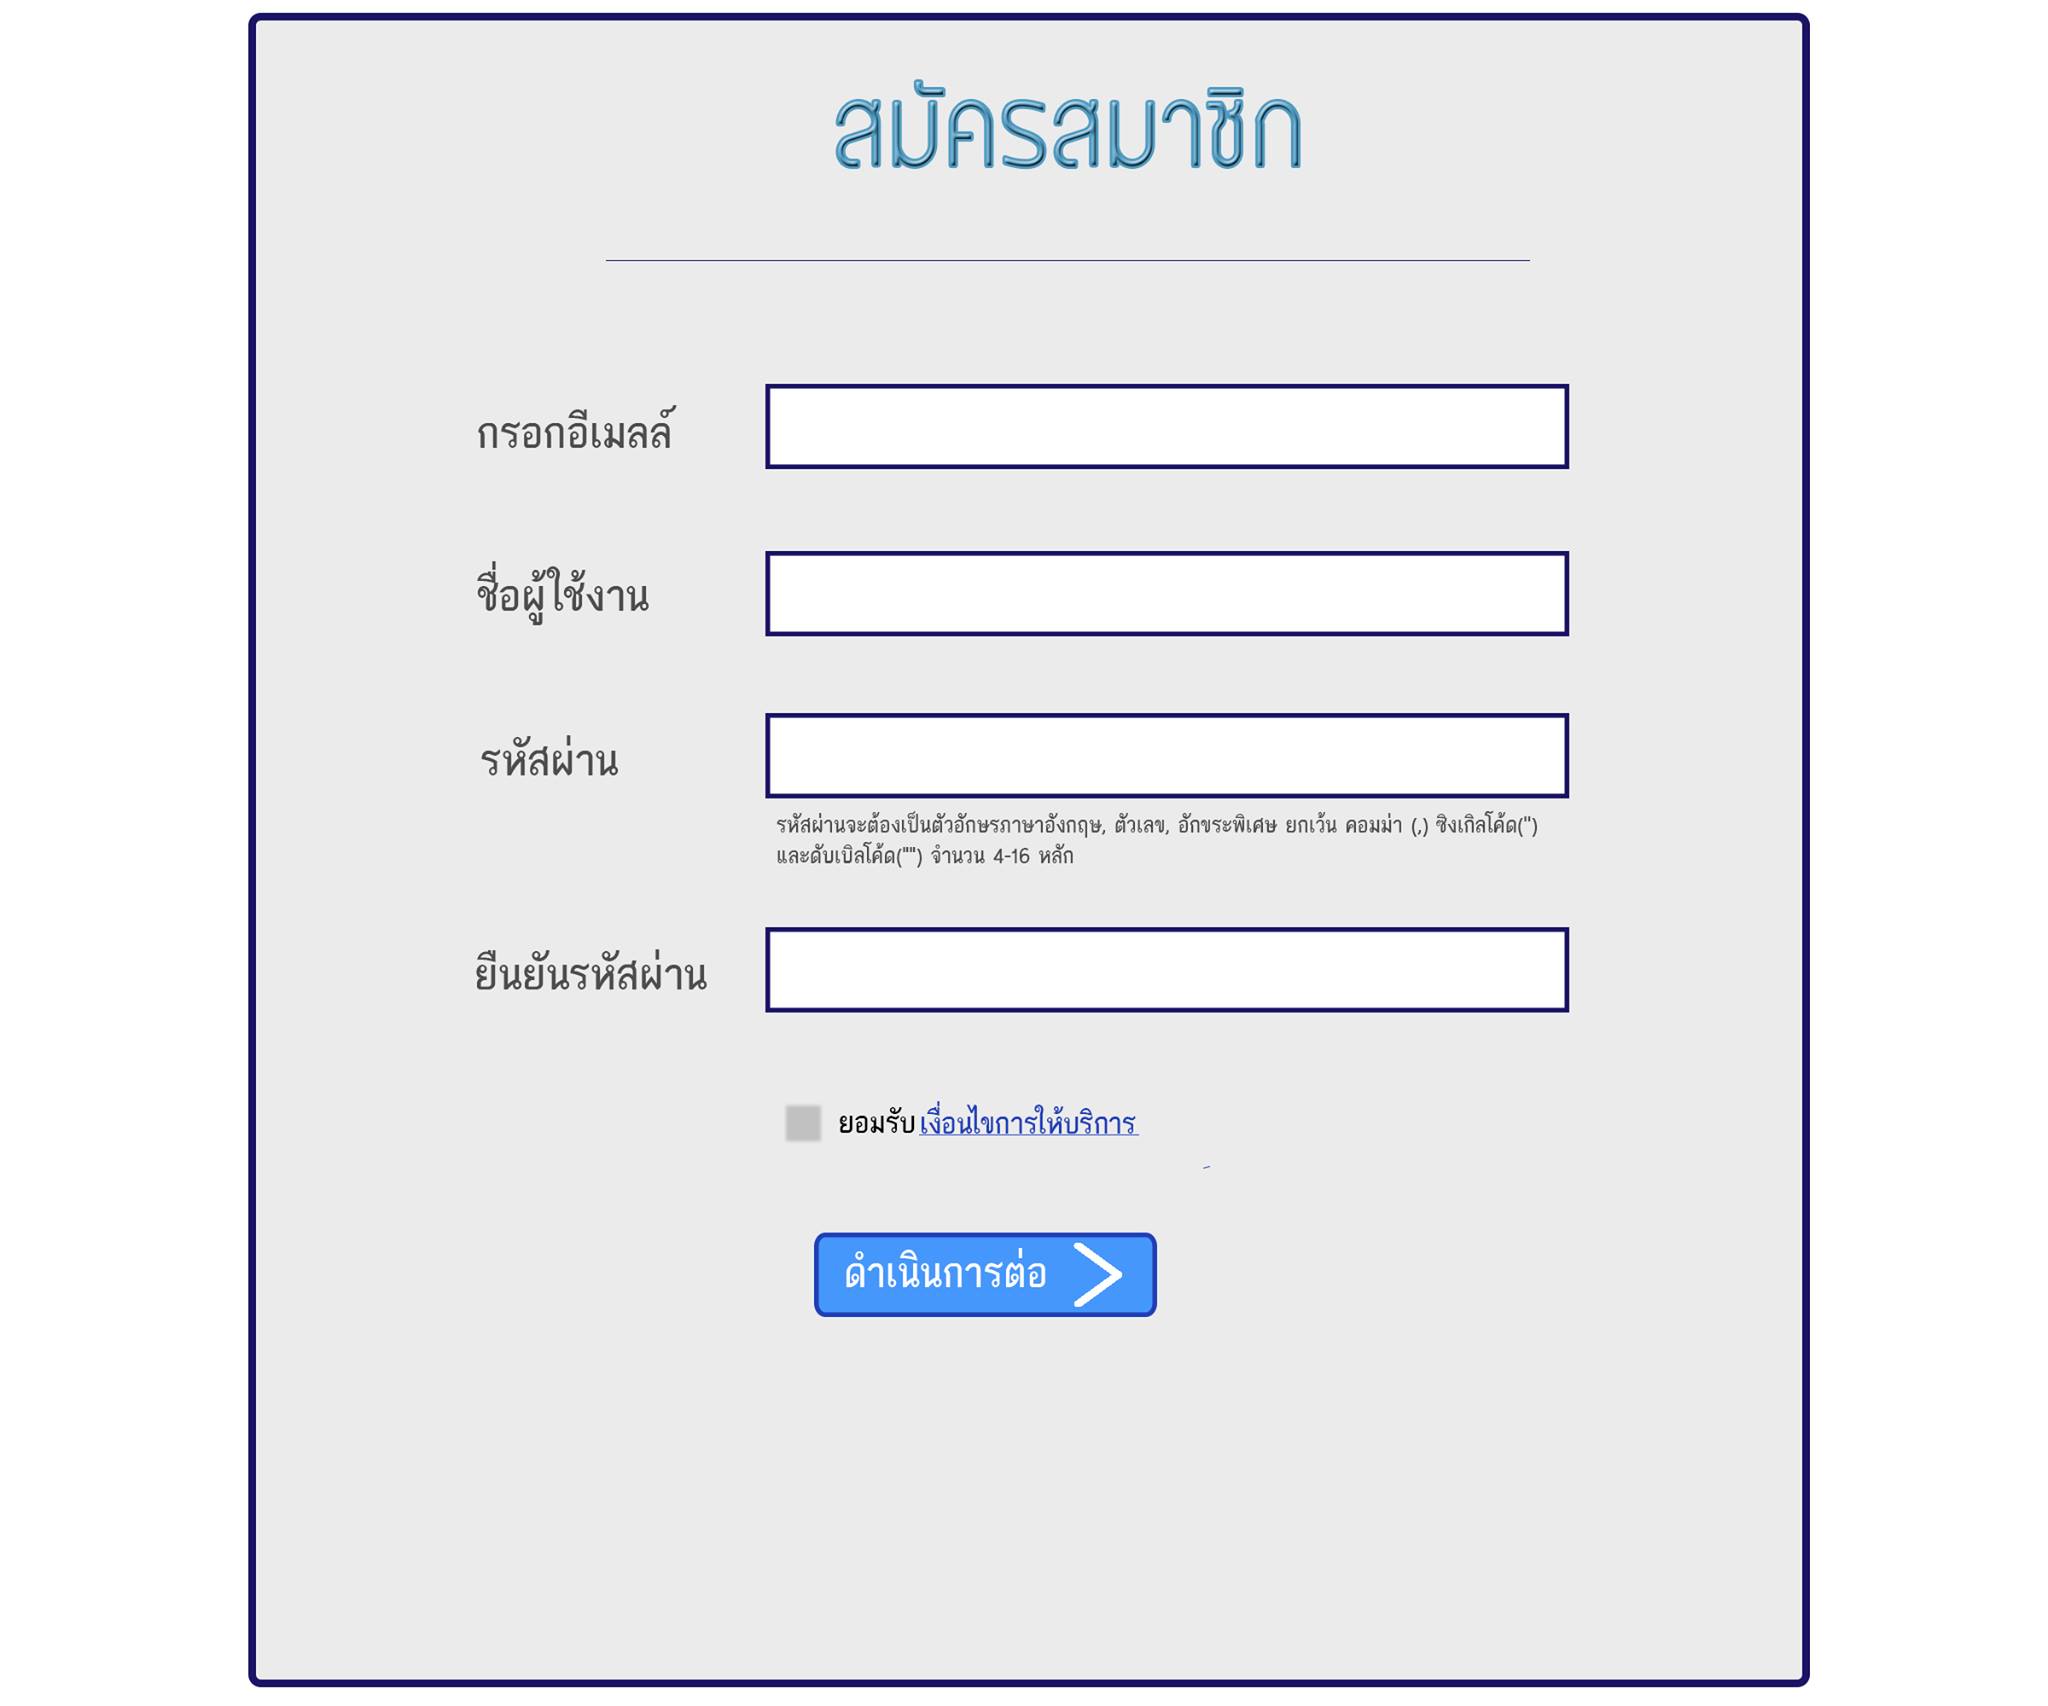 สมัครสมาชิก
กรอกอีเมลล์
ชื่อผู้ใช้งาน
รหัสผ่าน
รหัสผ่านจะต้องเป็นตัวอักษรภาษาอังกฤษ, ตัวเลข, อักขระพิเศษ ยกเว้น คอมม่า (,) ซิงเกิลโค้ด('')
และดับเบิลโค้ด("") จำนวน 4-16 หลัก
ยืนยันรหัสผ่าน
ยอมรับ เงื่อนไขการให้บริการ
ดำเนินการต่อ